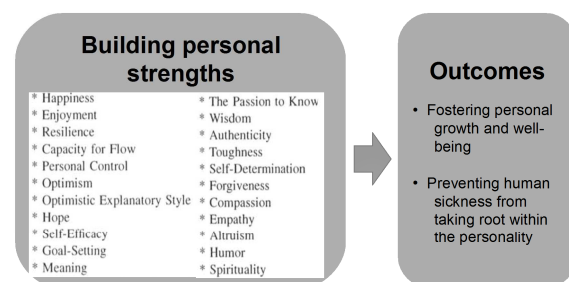 Building personal
strengths
* Happiness
* Enjoyment
* Resilience
* Capacity for Flow
* Personal Control
* Optimism
* Optimistic Explanatory Style
* Hope
* Self-Efficacy
* Goal-Setting
* Meaning
* The Passion to Know
* Wisdom
* Authenticity
* Toughness
* Self-Determination
* Forgiveness
* Compassion
* Empathy
* Altruism
* Humor
* Spirituality
Outcomes
• Fostering personal
growth and well-
being
• Preventing human
sickness from
taking root within
the personality